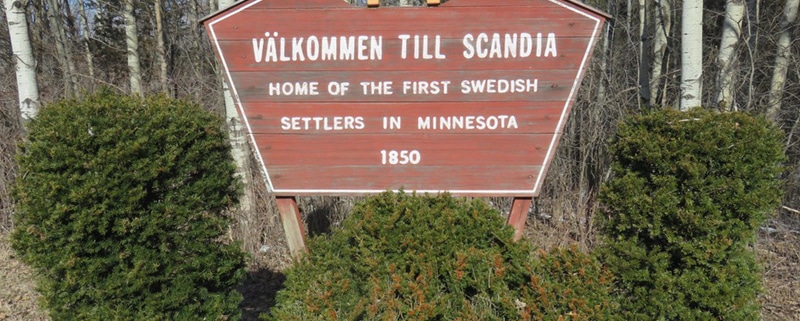 VÄLKOMMEN TILL SCANDIA
HOME OF THE FIRST SWEDISH
SETTLERS IN MINNESOTA
1850